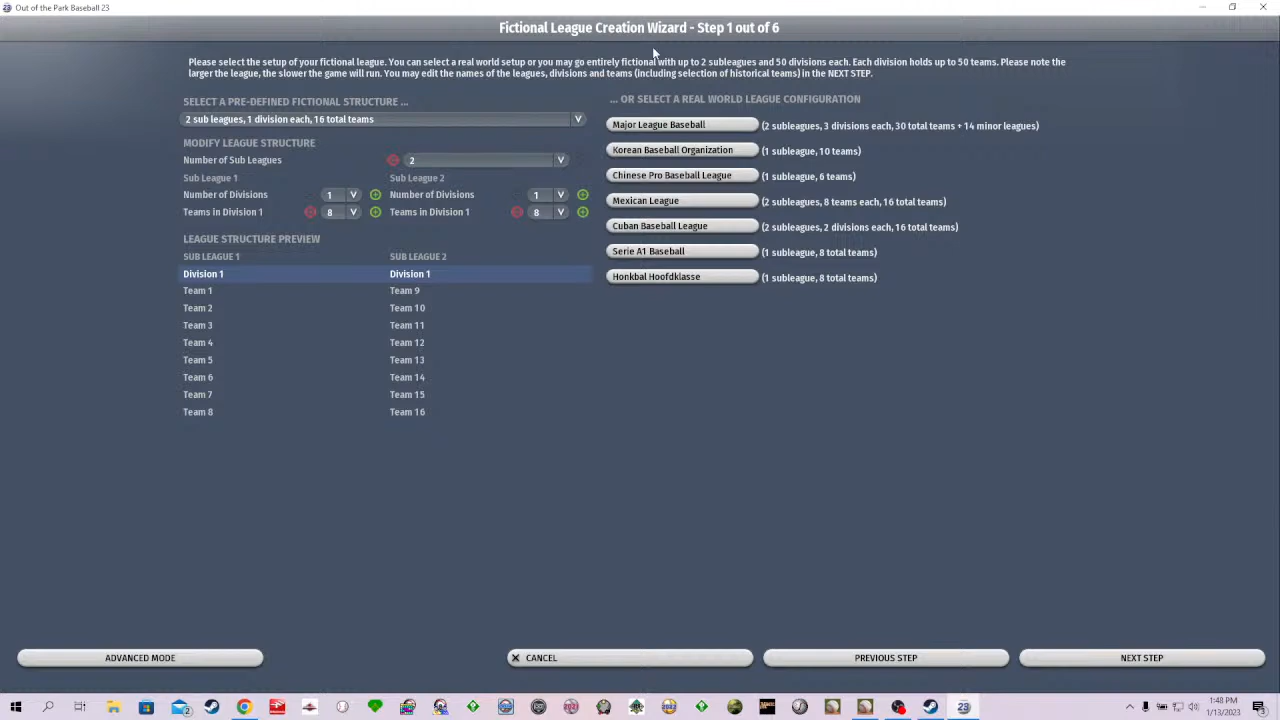 Out of the Park Baseball 23
Fictional League Creation Wizard - Step 1 out of 6
Please select the setup of your fictional league. You can select a real world setup or you may go entirely fictional with up to 2 subleagues and 50 divisions each. Each division holds up to 50 teams. Please note the
larger the league, the slower the game will run. You may edit the names of the leagues, divisions and teams (including selection of historical teams) in the NEXT STEP.
SELECT A PRE-DEFINED FICTIONAL STRUCTURE ...
2 sub leagues, 1 division each, 16 total teams
MODIFY LEAGUE STRUCTURE
Number of Sub Leagues 2
Sub League 1 Sub League 2
Number of Divisions 1 Number of Divisions 1
Teams in Division 1 8 Teams in Division 1 8
LEAGUE STRUCTURE PREVIEW
SUB LEAGUE 1 SUB LEAGUE 2
Division 1 Division 1
Team 1 Team 9
Team 2 Team 10
Team 3 Team 11
Team 4 Team 12
Team 5 Team 13
Team 6 Team 14
Team 7 Team 15
Team 8 Team 16
... OR SELECT A REAL WORLD LEAGUE CONFIGURATION
Major League Baseball (2 subleagues, 3 divisions each, 30 total teams + 14 minor leagues)
Korean Baseball Organization (1 subleague, 10 teams)
Chinese Pro Baseball League (1 subleague, 6 teams)
Mexican League (2 subleagues, 8 teams each, 16 total teams)
Cuban Baseball League (2 subleagues, 2 divisions each, 16 total teams)
Serie A1 Baseball (1 subleague, 8 total teams)
Honkbal Hoofdklasse (1 subleague, 8 total teams)
ADVANCED MODE
CANCEL
PREVIOUS STEP
NEXT STEP
1:48 PM
1/13/2023